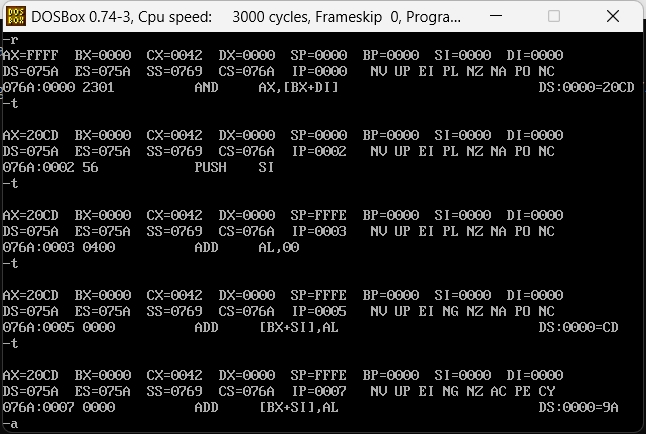 DOS BOX DOSBox 0.74-3, Cpu speed: 3000 cycles, Frameskip 0, Progra...
-r
AX=FFFF BX=0000 CX=0042 DX=0000 SP=0000 BP=0000 SI=0000 DI=0000
DS=075A ES=075A SS=0769 CS=076A IP=0000 NV UP EI PL NZ NA PO NC
076A:0000 2301 AND AX,[BX+DI] DS:0000=20CD
-t
AX=20CD BX=0000 CX=0042 DX=0000 SP=0000 BP=0000 SI=0000 DI=0000
DS=075A ES=075A SS=0769 CS=076A IP=0002 NV UP EI PL NZ NA PO NC
076A:0002 56 PUSH SI
-t
AX=20CD BX=0000 CX=0042 DX=0000 SP=FFFE BP=0000 SI=0000 DI=0000
DS=075A ES=075A SS=0769 CS=076A IP=0003 NV UP EI PL NZ NA PO NC
076A:0003 0400 ADD AL,00
-t
AX=20CD BX=0000 CX=0042 DX=0000 SP=FFFE BP=0000 SI=0000 DI=0000
DS=075A ES=075A SS=0769 CS=076A IP=0005 NV UP EI NG NZ NA PO NC
076A:0005 0000 ADD [BX+SI],AL DS:0000=CD
-t
AX=20CD BX=0000 CX=0042 DX=0000 SP=FFFE BP=0000 SI=0000 DI=0000
DS=075A ES=075A SS=0769 CS=076A IP=0007 NV UP EI NG NZ AC PE CY
076A:0007 0000 ADD [BX+SI],AL DS:0000=9A
-a